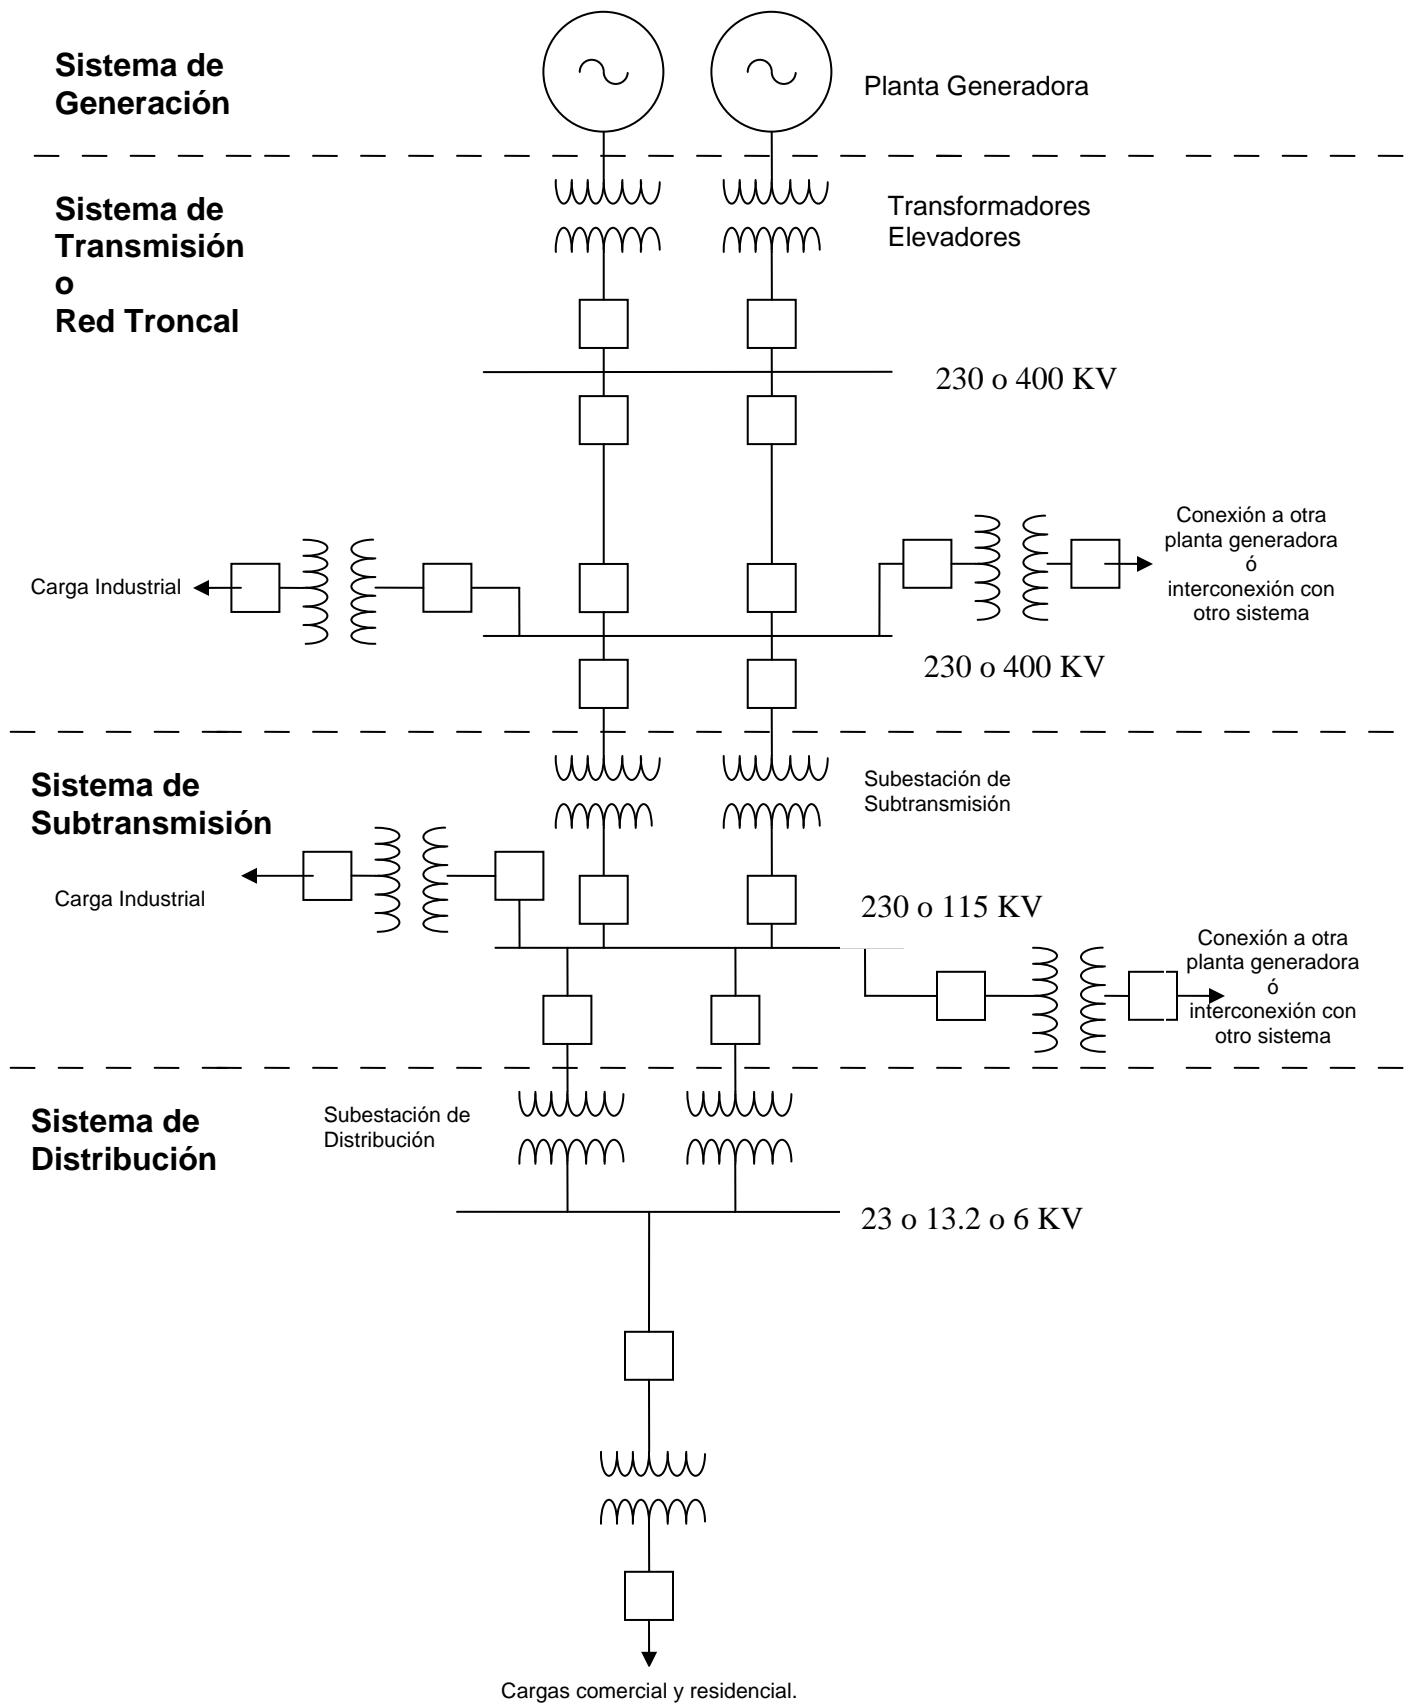 Sistema de
Generación
Planta Generadora
Sistema de
Transmisión
o
Red Troncal
Transformadores
Elevadores
230 o 400 KV
Carga Industrial
Conexión a otra
planta generadora
ó
interconexión con
otro sistema
230 o 400 KV
Sistema de
Subtransmisión
Subestación de
Subtransmisión
Carga Industrial
230 o 115 KV
Conexión a otra
planta generadora
ó
interconexión con
otro sistema
Sistema de
Distribución
Subestación de
Distribución
23 o 13.2 o 6 KV
Cargas comercial y residencial.